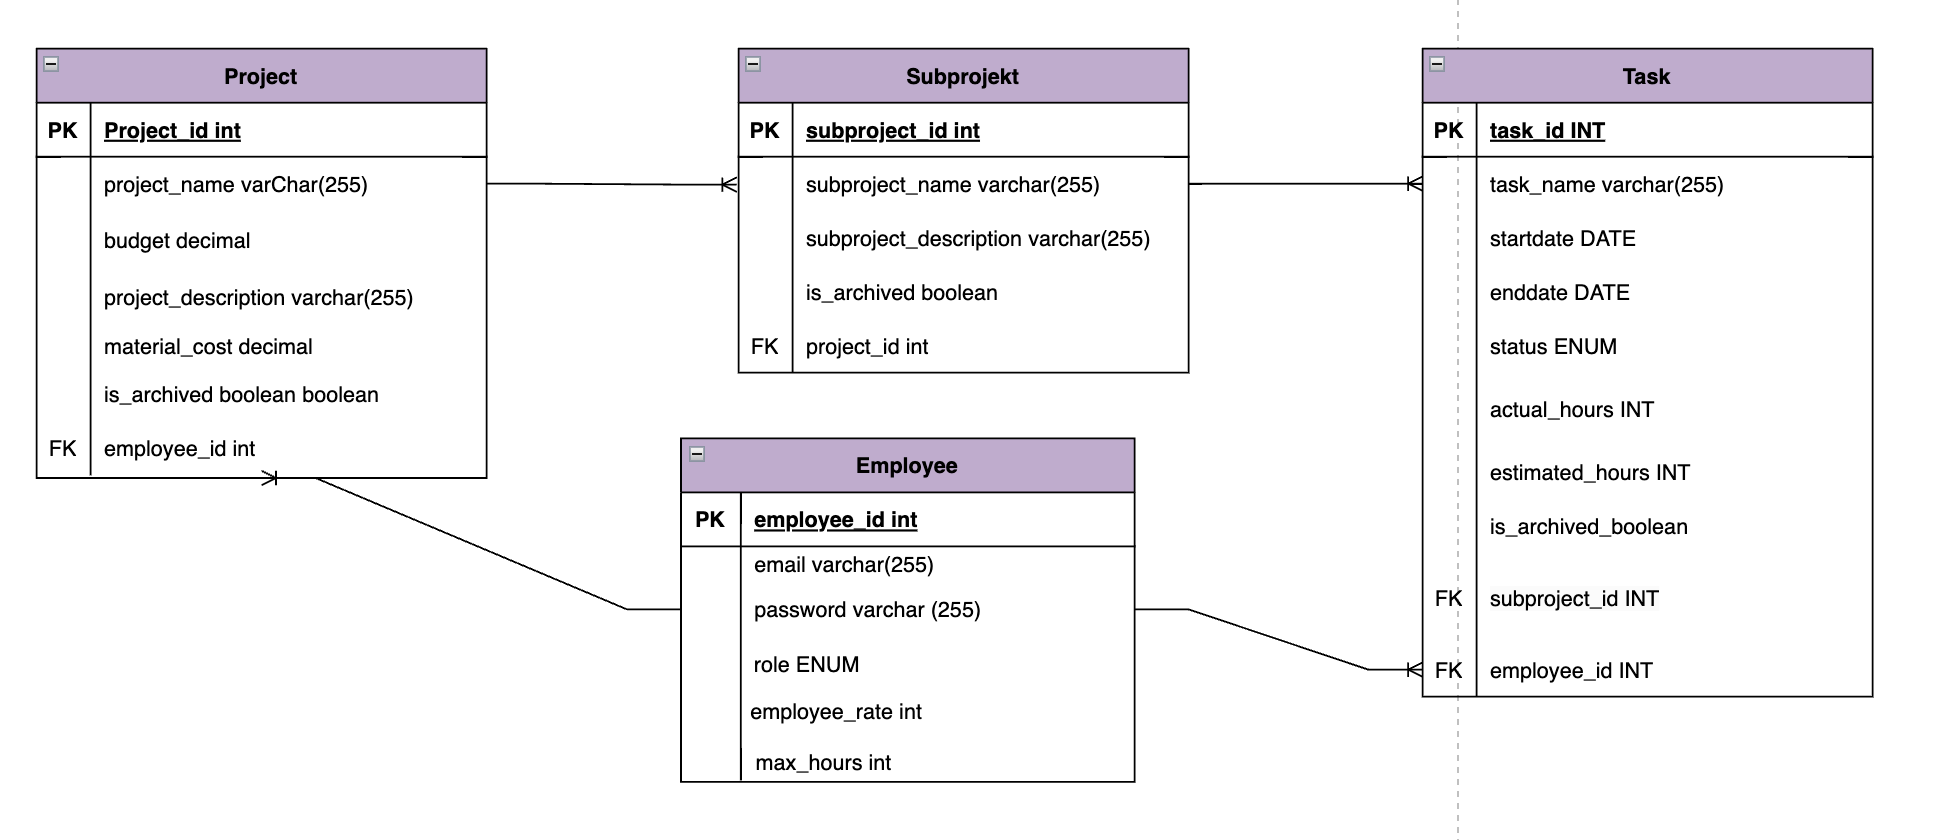 Project
PK Project_id int
project_name varChar(255)
budget decimal
project_description varchar(255)
material_cost decimal
is_archived boolean boolean
FK employee_id int
Subprojekt
PK subproject_id int
subproject_name varchar(255)
subproject_description varchar(255)
is_archived boolean
FK project_id int
Employee
PK employee_id int
email varchar(255)
password varchar (255)
role ENUM
employee_rate int
max_hours int
Task
PK task_id INT
task_name varchar(255)
startdate DATE
enddate DATE
status ENUM
actual_hours INT
estimated_hours INT
is_archived_boolean
FK subproject_id INT
FK employee_id INT